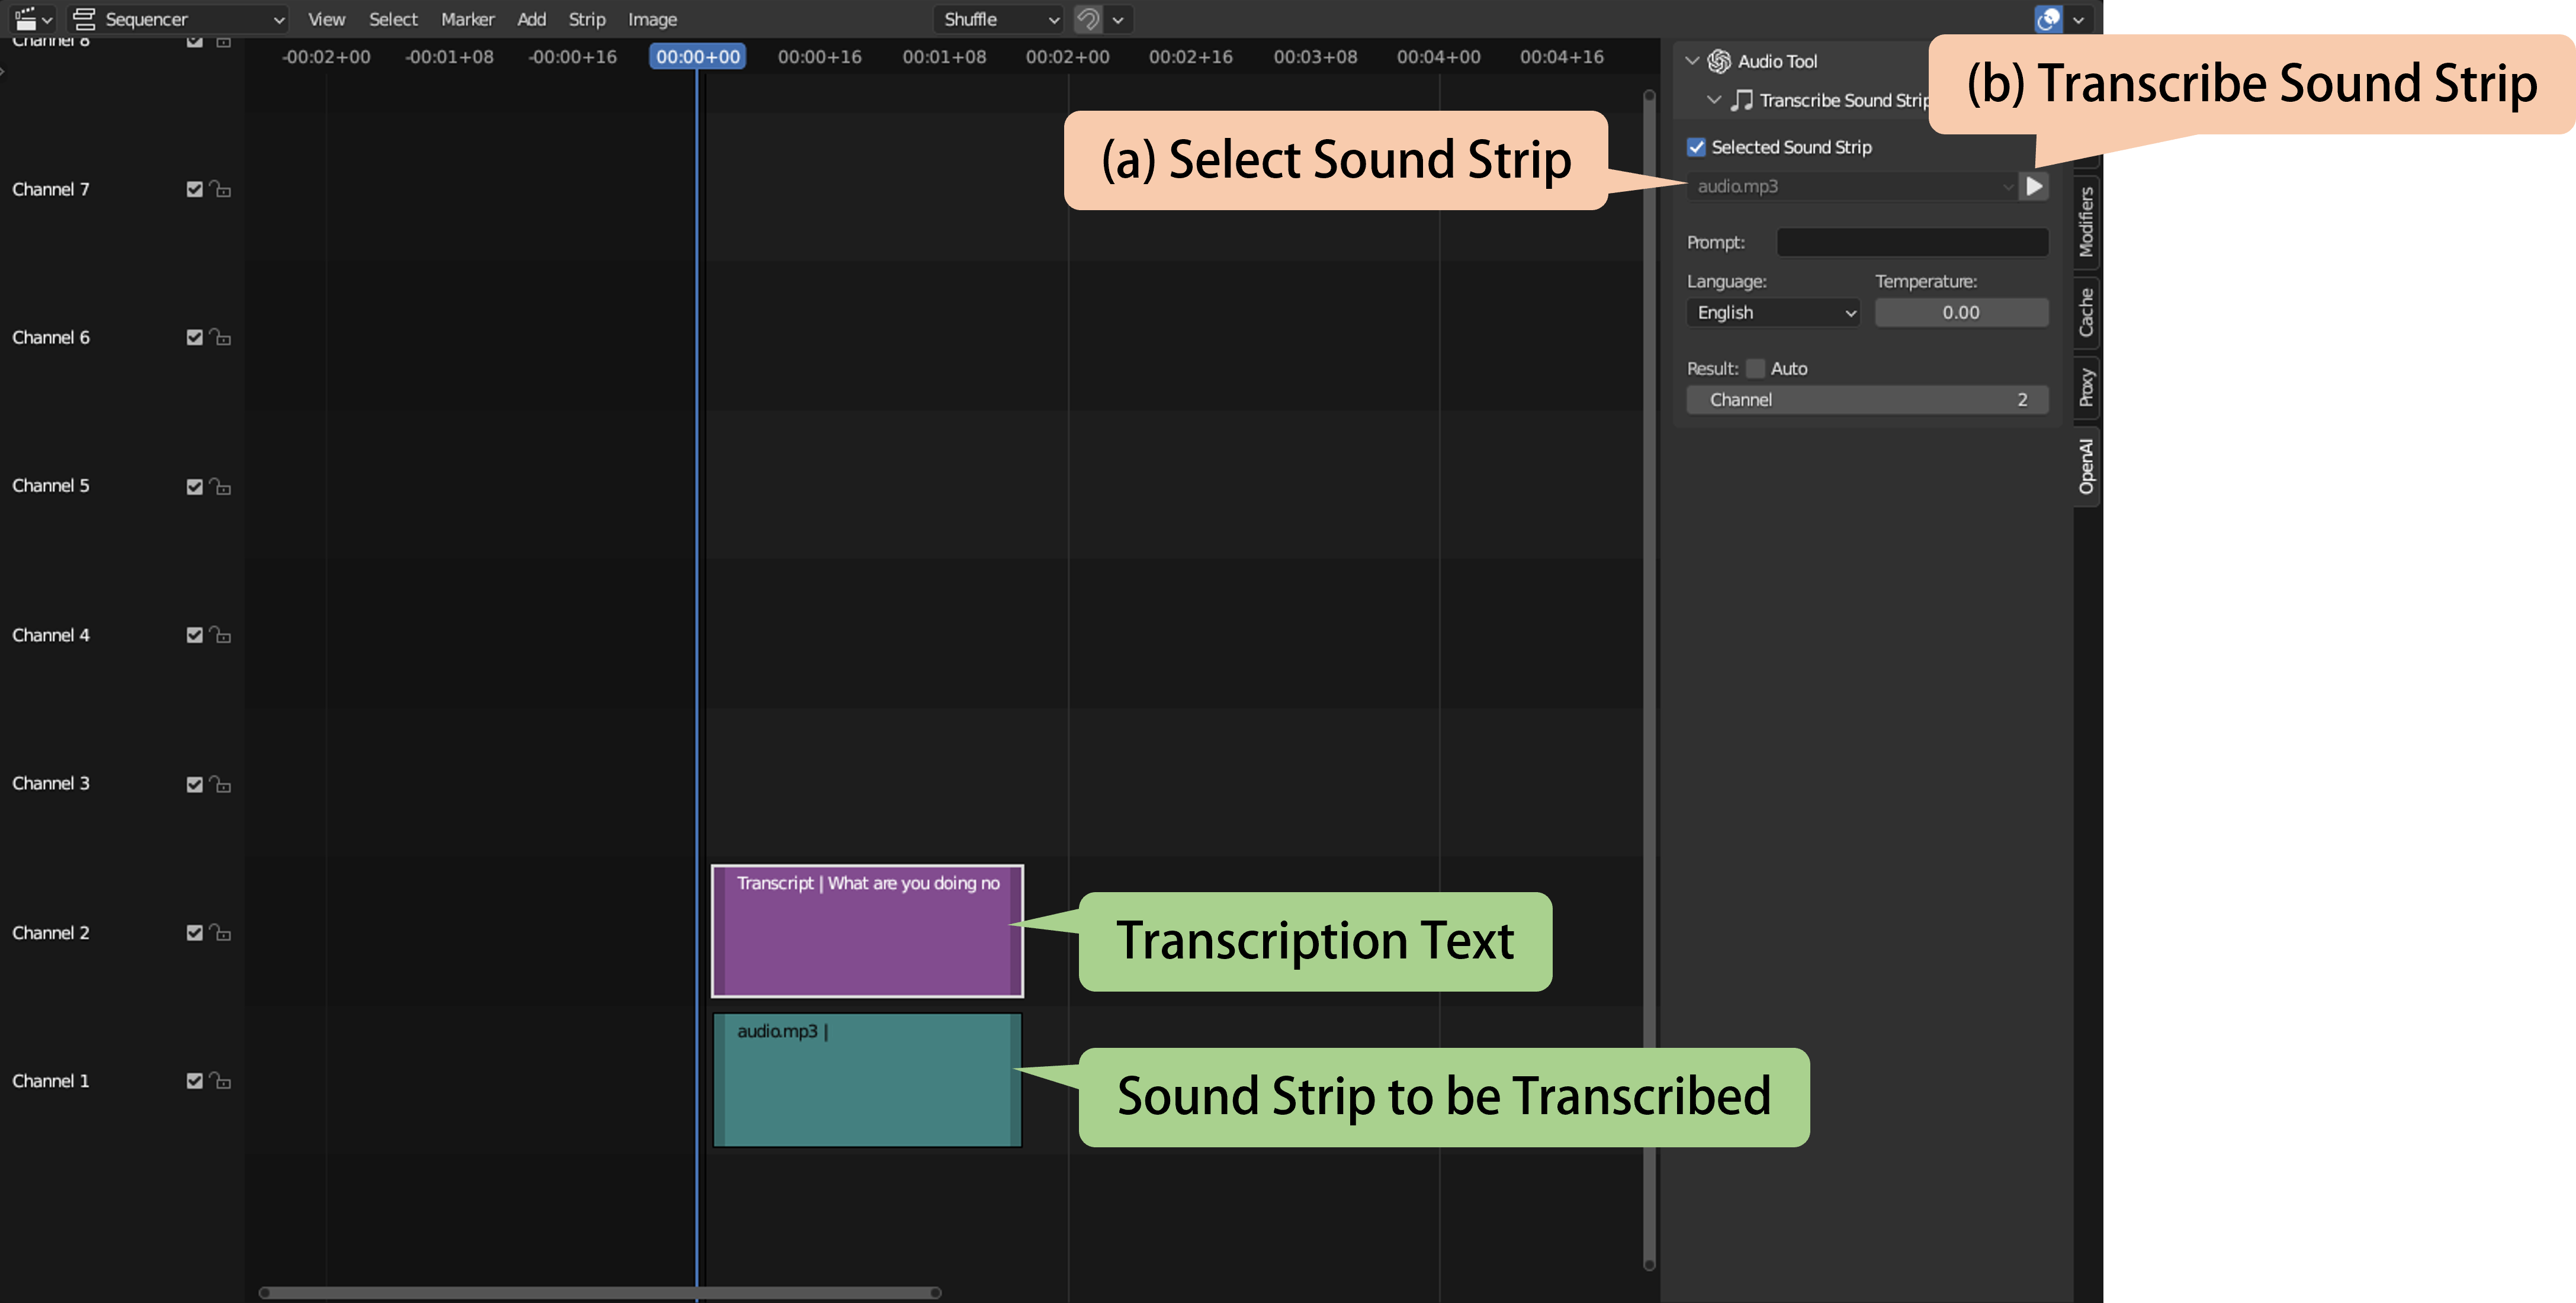 Sequencer View Select Marker Add Strip Image Shuffle
-00:02+00 -00:01+08 -00:00+16 00:00+00 00:00+16 00:01+08 00:02+00 00:02+16 00:03+08 00:04+00 00:04+16
Channel 8
Channel 7
Channel 6
Channel 5
Channel 4
Channel 3
Channel 2
Channel 1
Transcript | What are you doing no
audio.mp3 |
(a) Select Sound Strip
(b) Transcribe Sound Strip
Transcription Text
Sound Strip to be Transcribed
Audio Tool
Transcribe Sound Strip
Selected Sound Strip
audio.mp3
Prompt:
Language: Temperature:
English 0.00
Result: Auto
Channel 2
Modifiers
Cache
Proxy
OpenAI